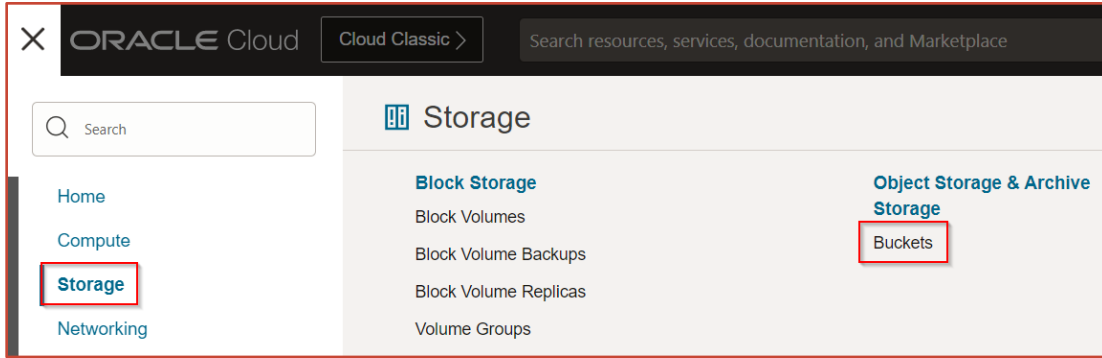 ORACLE Cloud
Cloud Classic >
Search resources, services, documentation, and Marketplace
Search
Home
Compute
Storage
Networking
Storage
Block Storage
Block Volumes
Block Volume Backups
Block Volume Replicas
Volume Groups
Object Storage & Archive
Storage
Buckets